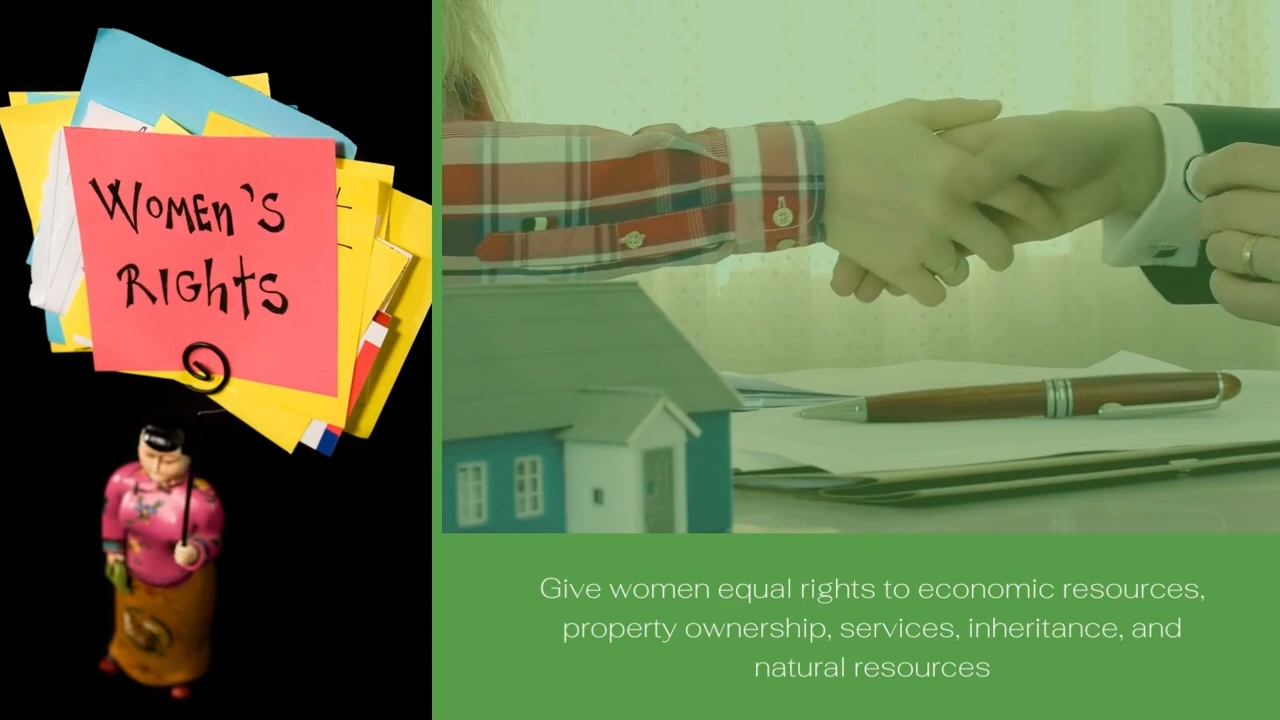 WOMEN'S
RIGHTS
Give women equal rights to economic resources,
property ownership, services, inheritance, and
natural resources